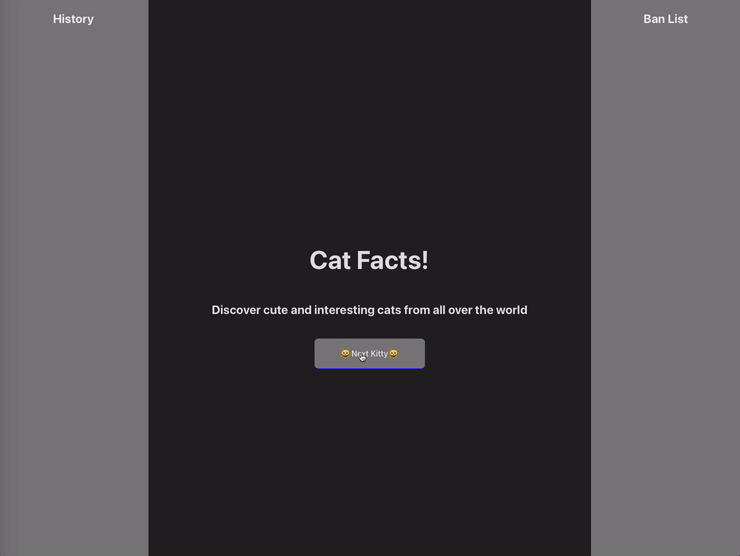 History
Ban List
Cat Facts!
Discover cute and interesting cats from all over the world
Next Kitty